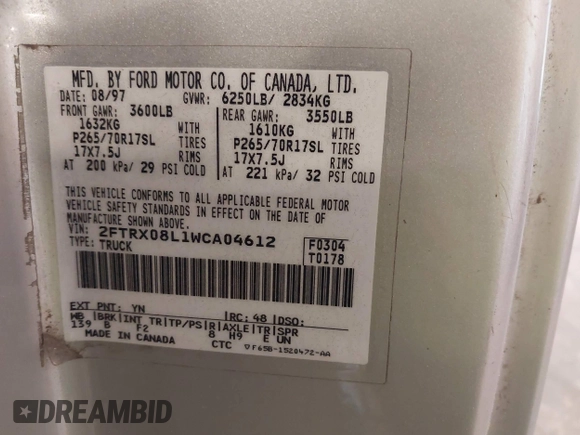 MFD. BY FORD MOTOR CO. OF CANADA, LTD.
DATE: 08/97 GVWR: 6250LB/ 2834KG
FRONT GAWR: 3600LB REAR GAWR: 3550LB
1632KG WITH 1610KG WITH
P265/70R17SL TIRES P265/70R17SL TIRES
17X7.5J RIMS 17X7.5J RIMS
AT 200 kPa/ 29 PSI COLD AT 221 kPa/ 32 PSI COLD
THIS VEHICLE CONFORMS TO ALL APPLICABLE FEDERAL MOTOR
VEHICLE SAFETY STANDARDS IN EFFECT ON THE DATE OF
MANUFACTURE SHOWN ABOVE.
VIN: 2FTRX08L1WCA04612 F0304
TYPE: TRUCK T0178
EXT PNT: YN RC: 48 DSO:
WB BRK INT TR TP/PS R AXLE TR SPR
139 B F2 8 H9 E UN
MADE IN CANADA CTC F65B-1520472-AA
DREAMBID